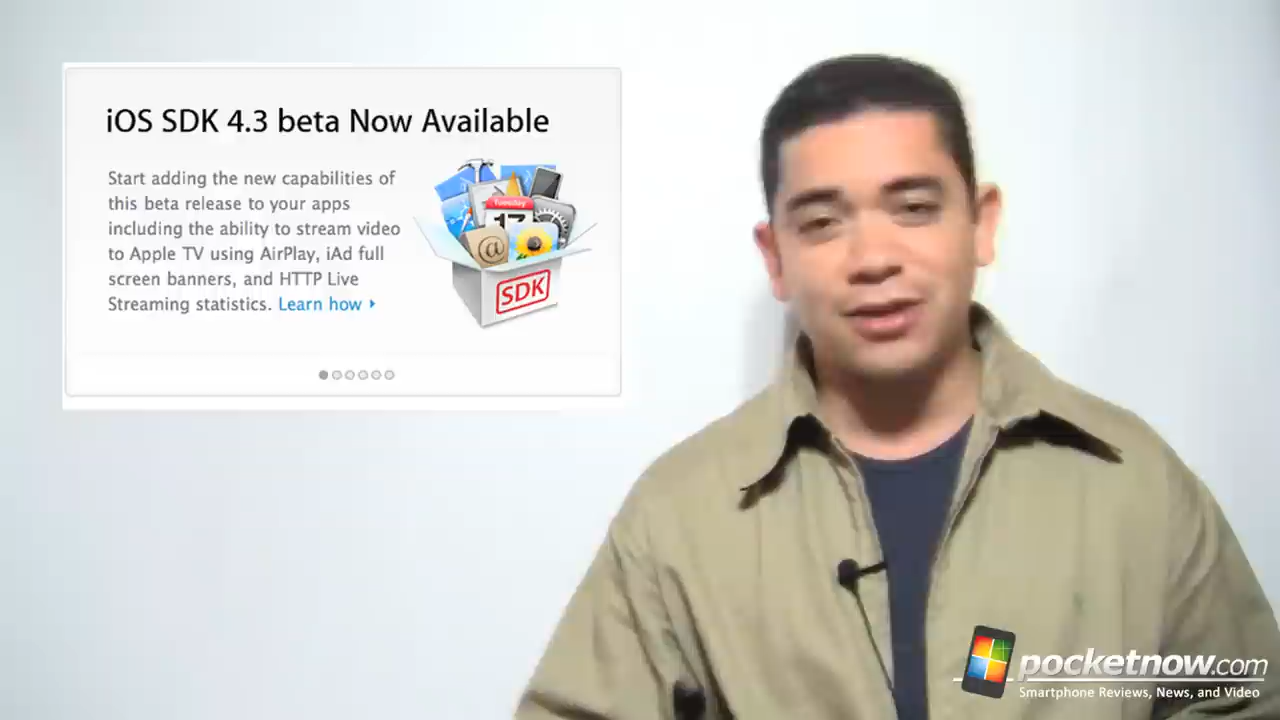 iOS SDK 4.3 beta Now Available
Start adding the new capabilities of
this beta release to your apps
including the ability to stream video
to Apple TV using AirPlay, iAd full
screen banners, and HTTP Live
Streaming statistics. Learn how
Tuesday
17
@
SDK
pocketnow.com
Smartphone Reviews, News, and Video